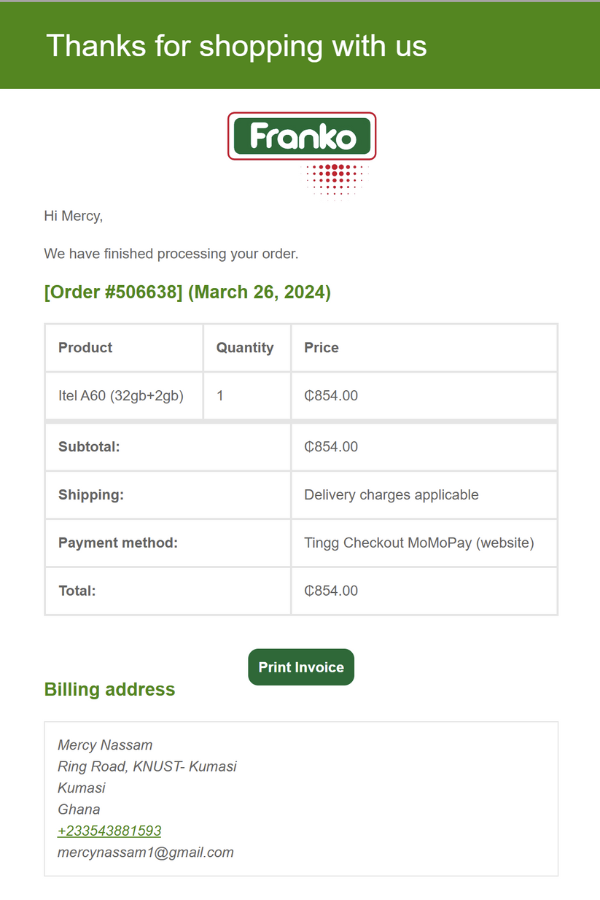 Thanks for shopping with us
Franko
Hi Mercy,
We have finished processing your order.
[Order #506638] (March 26, 2024)
Product Quantity Price
Itel A60 (32gb+2gb) 1 ₵854.00
Subtotal: ₵854.00
Shipping: Delivery charges applicable
Payment method: Tingg Checkout MoMoPay (website)
Total: ₵854.00
Print Invoice
Billing address
Mercy Nassam
Ring Road, KNUST- Kumasi
Kumasi
Ghana
+233543881593
mercynassam1@gmail.com